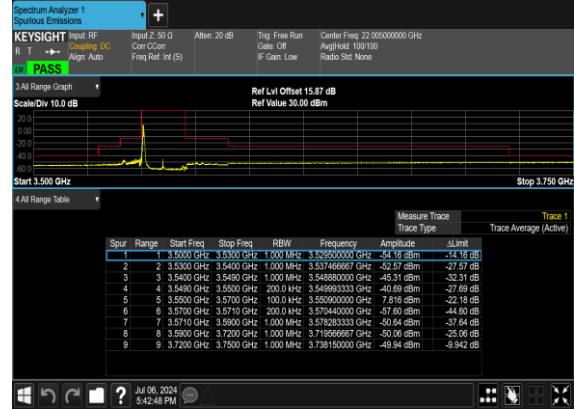 Spectrum Analyzer 1
Spurious Emissions
KEYSIGHT Input: RF Input Z: 50 Ω Atten: 20 dB Trig: Free Run Center Freq: 22.005000000 GHz
R T Coupling: DC Corr CCorr Gate: Off Avg|Hold: 100/100
Align: Auto Freq Ref: Int (S) IF Gain: Low Radio Std: None
PASS
3 All Range Graph
Ref Lvl Offset 15.87 dB
Scale/Div 10.0 dB Ref Value 30.00 dBm
20.0
0.00
-20.0
-40.0
-60.0
Start 3.500 GHz Stop 3.750 GHz
4 All Range Table
Measure Trace Trace 1
Trace Type Trace Average (Active)
Spur Range Start Freq Stop Freq RBW Frequency Amplitude ΔLimit
1 1 3.5000 GHz 3.5300 GHz 1.000 MHz 3.529500000 GHz -54.16 dBm -14.16 dB
2 2 3.5300 GHz 3.5400 GHz 1.000 MHz 3.537466667 GHz -52.57 dBm -27.57 dB
3 3 3.5400 GHz 3.5490 GHz 1.000 MHz 3.548880000 GHz -45.31 dBm -32.31 dB
4 4 3.5490 GHz 3.5500 GHz 200.0 kHz 3.549993333 GHz -40.69 dBm -27.69 dB
5 5 3.5500 GHz 3.5700 GHz 100.0 kHz 3.550900000 GHz 7.816 dBm -22.18 dB
6 6 3.5700 GHz 3.5710 GHz 200.0 kHz 3.570440000 GHz -57.60 dBm -44.60 dB
7 7 3.5710 GHz 3.5900 GHz 1.000 MHz 3.578283333 GHz -50.64 dBm -37.64 dB
8 8 3.5900 GHz 3.7200 GHz 1.000 MHz 3.719566667 GHz -50.06 dBm -25.06 dB
9 9 3.7200 GHz 3.7500 GHz 1.000 MHz 3.738150000 GHz -49.94 dBm -9.942 dB
? Jul 06, 2024
5:42:48 PM